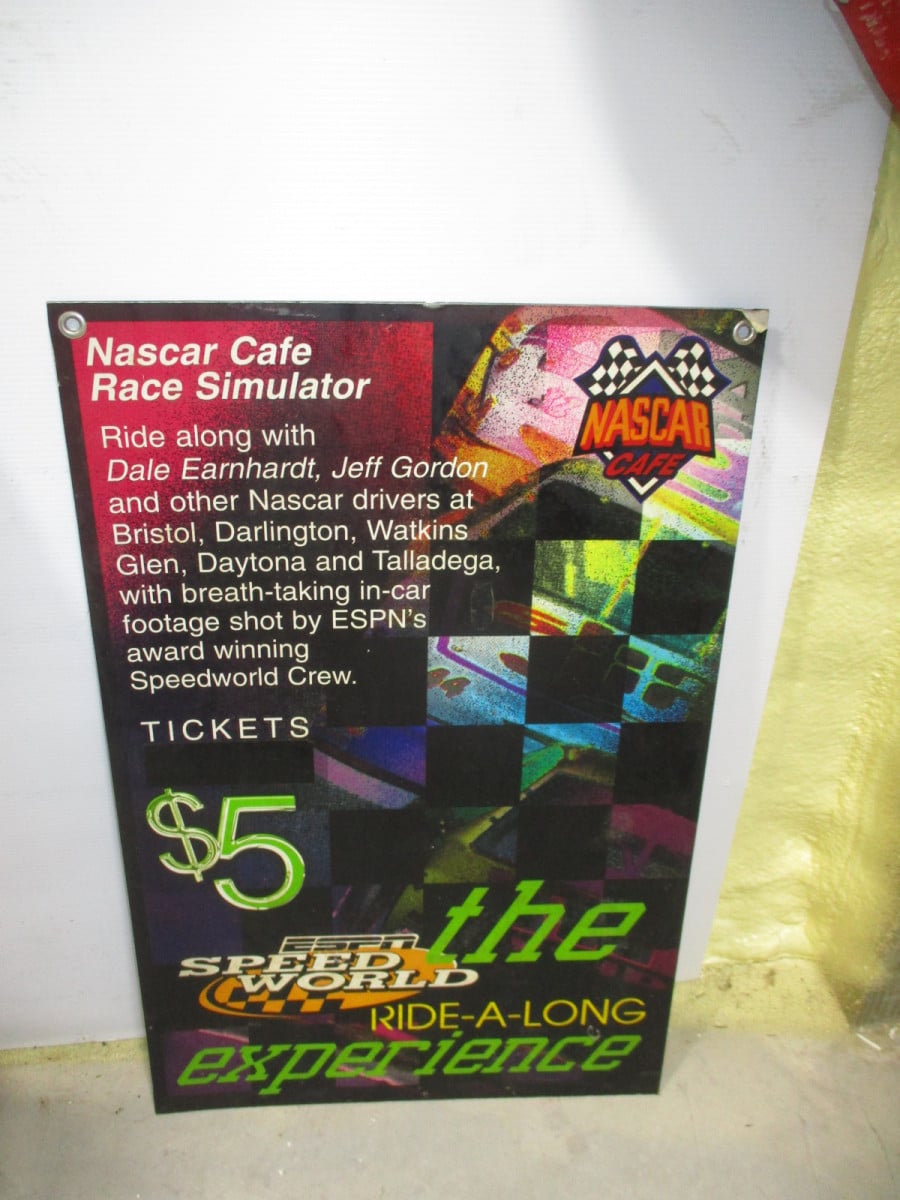 Nascar Cafe
Race Simulator
NASCAR
CAFE
Ride along with
Dale Earnhardt, Jeff Gordon
and other Nascar drivers at
Bristol, Darlington, Watkins
Glen, Daytona and Talladega,
with breath-taking in-car
footage shot by ESPN's
award winning
Speedworld Crew.
TICKETS
$5
the
ESPN
SPEED
WORLD
RIDE-A-LONG
experience